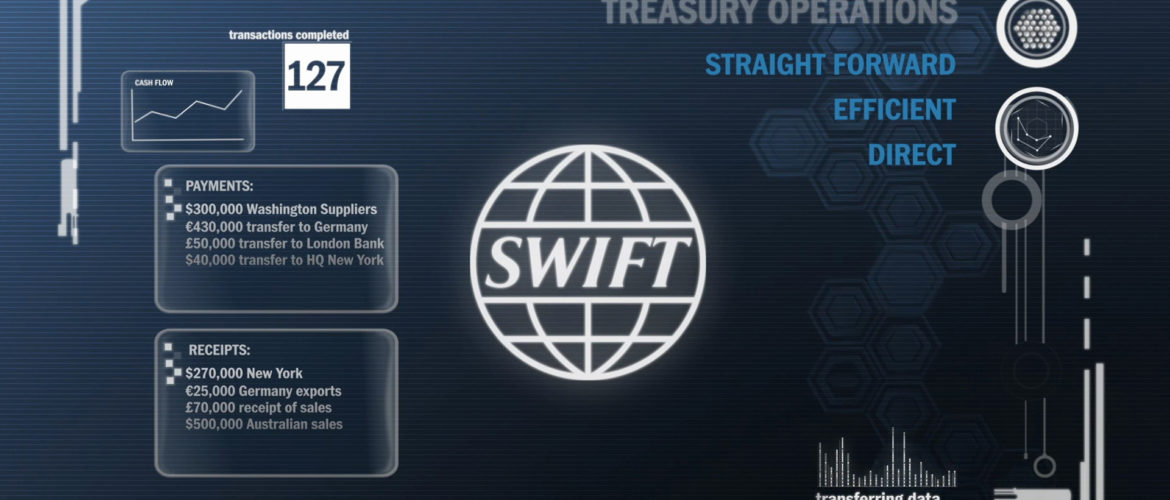 TREASURY OPERATIONS
transactions completed
127
STRAIGHT FORWARD
EFFICIENT
DIRECT
CASH FLOW
PAYMENTS:
$300,000 Washington Suppliers
€430,000 transfer to Germany
£50,000 transfer to London Bank
$40,000 transfer to HQ New York
SWIFT
RECEIPTS:
$270,000 New York
€25,000 Germany exports
£70,000 receipt of sales
$500,000 Australian sales
transferring data